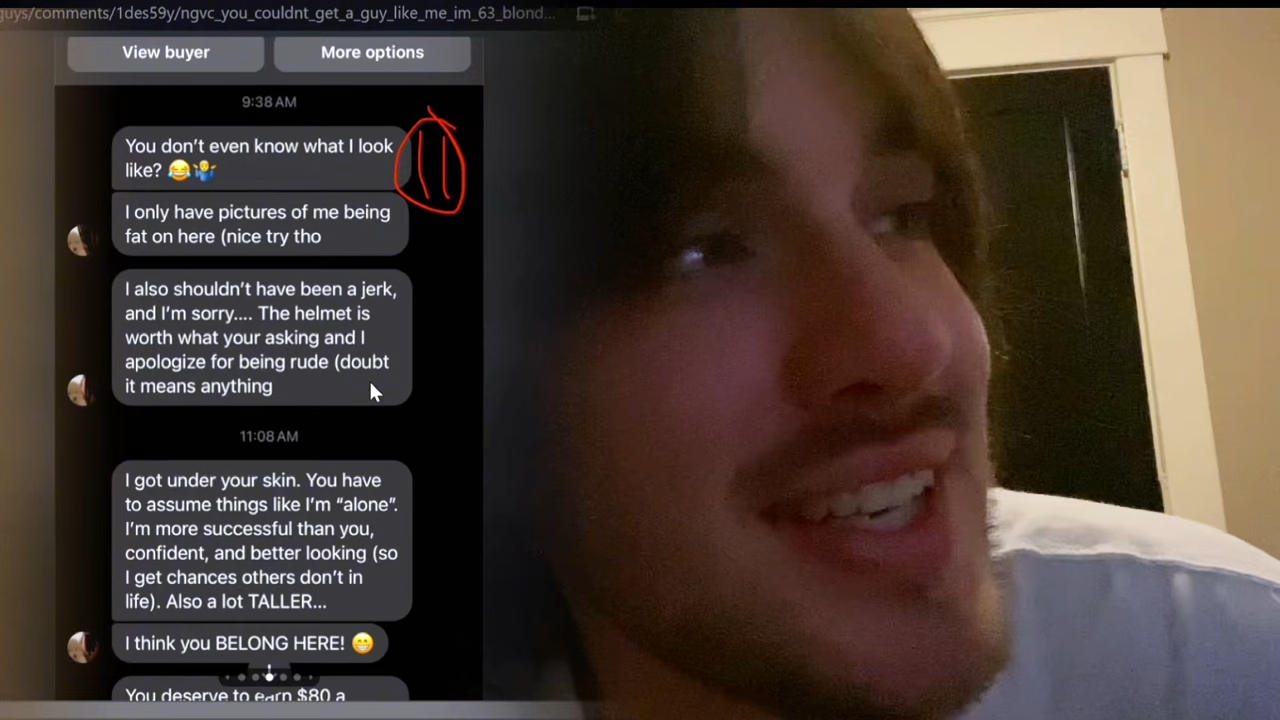 guys/comments/1des59y/ngvc_you_couldnt_get_a_guy_like_me_im_63_blond...
View buyer
More options
9:38 AM
You don’t even know what I look
like? 😂🤷
I only have pictures of me being
fat on here (nice try tho
I also shouldn’t have been a jerk,
and I’m sorry.... The helmet is
worth what your asking and I
apologize for being rude (doubt
it means anything
11:08 AM
I got under your skin. You have
to assume things like I’m “alone”.
I’m more successful than you,
confident, and better looking (so
I get chances others don’t in
life). Also a lot TALLER...
I think you BELONG HERE! 😁
You deserve to earn $80 a